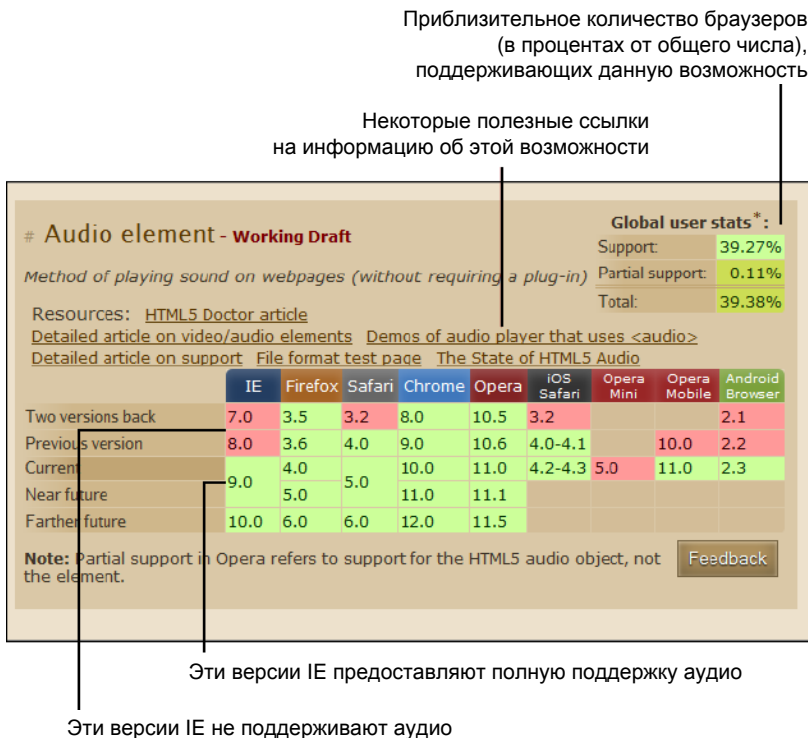 Приблизительное количество браузеров
(в процентах от общего числа),
поддерживающих данную возможность
Некоторые полезные ссылки
на информацию об этой возможности
# Audio element - Working Draft
Global user stats*:
Support: 39.27%
Method of playing sound on webpages (without requiring a plug-in)
Partial support: 0.11%
Total: 39.38%
Resources: HTML5 Doctor article
Detailed article on video/audio elements Demos of audio player that uses <audio>
Detailed article on support File format test page The State of HTML5 Audio
IE Firefox Safari Chrome Opera iOS Safari Opera Mini Opera Mobile Android Browser
Two versions back 7.0 3.5 3.2 8.0 10.5 3.2 2.1
Previous version 8.0 3.6 4.0 9.0 10.6 4.0-4.1 10.0 2.2
Current 9.0 4.0 5.0 10.0 11.0 4.2-4.3 5.0 11.0 2.3
Near future 5.0 11.0 11.1
Farther future 10.0 6.0 6.0 12.0 11.5
Note: Partial support in Opera refers to support for the HTML5 audio object, not
the element.
Feedback
Эти версии IE предоставляют полную поддержку аудио
Эти версии IE не поддерживают аудио